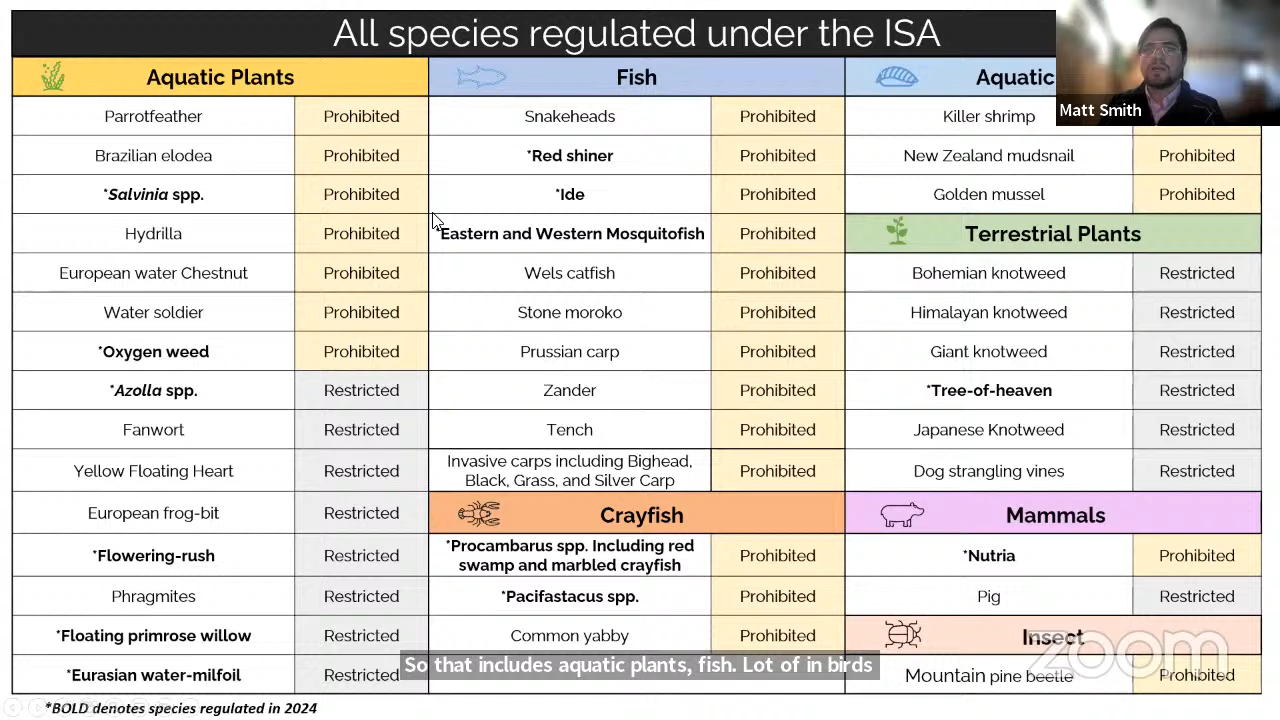 All species regulated under the ISA
Matt Smith
Aquatic Plants
Parrotfeather Prohibited
Brazilian elodea Prohibited
*Salvinia spp. Prohibited
Hydrilla Prohibited
European water Chestnut Prohibited
Water soldier Prohibited
*Oxygen weed Prohibited
*Azolla spp. Restricted
Fanwort Restricted
Yellow Floating Heart Restricted
European frog-bit Restricted
*Flowering-rush Restricted
Phragmites Restricted
*Floating primrose willow Restricted
*Eurasian water-milfoil Restricted
Fish
Snakeheads Prohibited
*Red shiner Prohibited
*Ide Prohibited
*Eastern and Western Mosquitofish Prohibited
Wels catfish Prohibited
Stone moroko Prohibited
Prussian carp Prohibited
Zander Prohibited
Tench Prohibited
Invasive carps including Bighead,
Black, Grass, and Silver Carp Prohibited
Crayfish
*Procambarus spp. Including red
swamp and marbled crayfish Prohibited
*Pacifastacus spp. Prohibited
Common yabby Prohibited
Aquatic
Killer shrimp
New Zealand mudsnail Prohibited
Golden mussel Prohibited
Terrestrial Plants
Bohemian knotweed Restricted
Himalayan knotweed Restricted
Giant knotweed Restricted
*Tree-of-heaven Restricted
Japanese Knotweed Restricted
Dog strangling vines Restricted
Mammals
*Nutria Prohibited
Pig Restricted
Insect
Mountain pine beetle Prohibited
zoom
So that includes aquatic plants, fish. Lot of in birds
*BOLD denotes species regulated in 2024